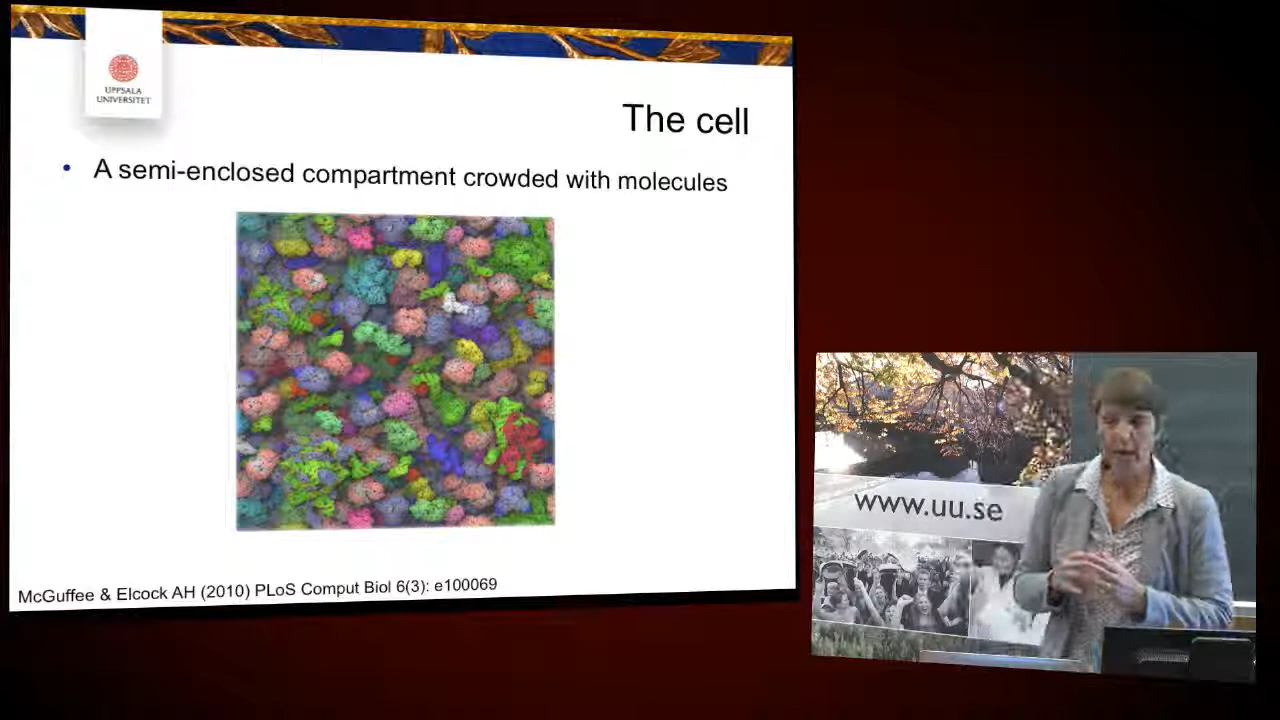 UPPSALA
UNIVERSITET
The cell
• A semi-enclosed compartment crowded with molecules
www.uu.se
McGuffee & Elcock AH (2010) PLoS Comput Biol 6(3): e100069